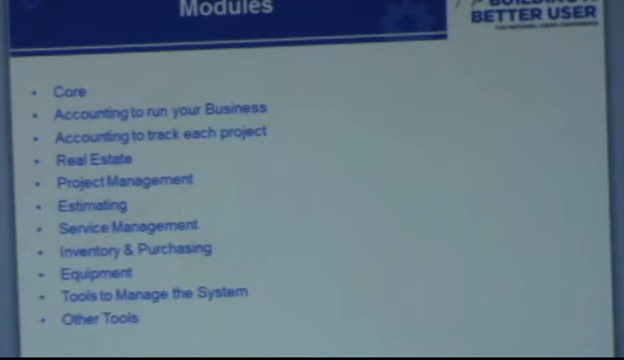 Modules
BUILDING A
BETTER USER
• Core
• Accounting to run your Business
• Accounting to track each project
• Real Estate
• Project Management
• Estimating
• Service Management
• Inventory & Purchasing
• Equipment
• Tools to Manage the System
• Other Tools